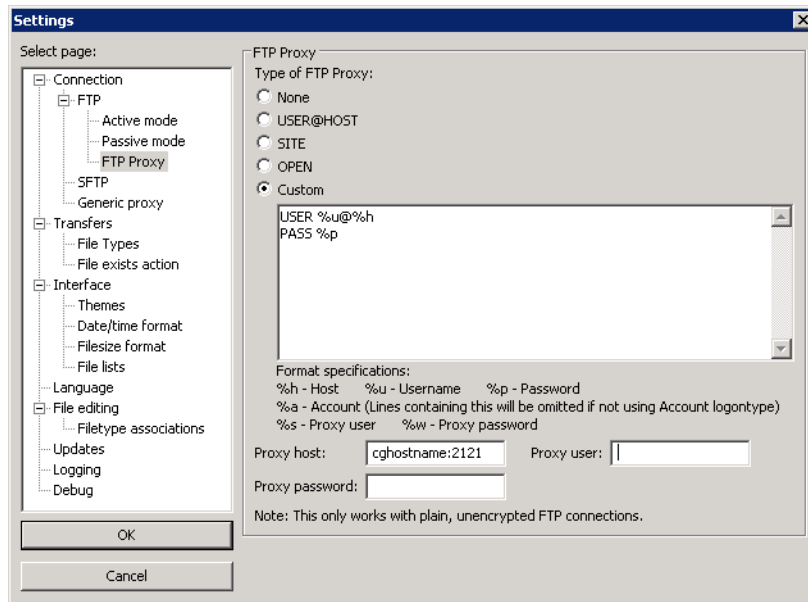 Settings
Select page:
Connection
FTP
Active mode
Passive mode
FTP Proxy
SFTP
Generic proxy
Transfers
File Types
File exists action
Interface
Themes
Date/time format
Filesize format
File lists
Language
File editing
Filetype associations
Updates
Logging
Debug
OK
Cancel
FTP Proxy
Type of FTP Proxy:
None
USER@HOST
SITE
OPEN
Custom
USER %u@%h
PASS %p
Format specifications:
%h - Host %u - Username %p - Password
%a - Account (Lines containing this will be omitted if not using Account logontype)
%s - Proxy user %w - Proxy password
Proxy host: cghostname:2121 Proxy user:
Proxy password:
Note: This only works with plain, unencrypted FTP connections.